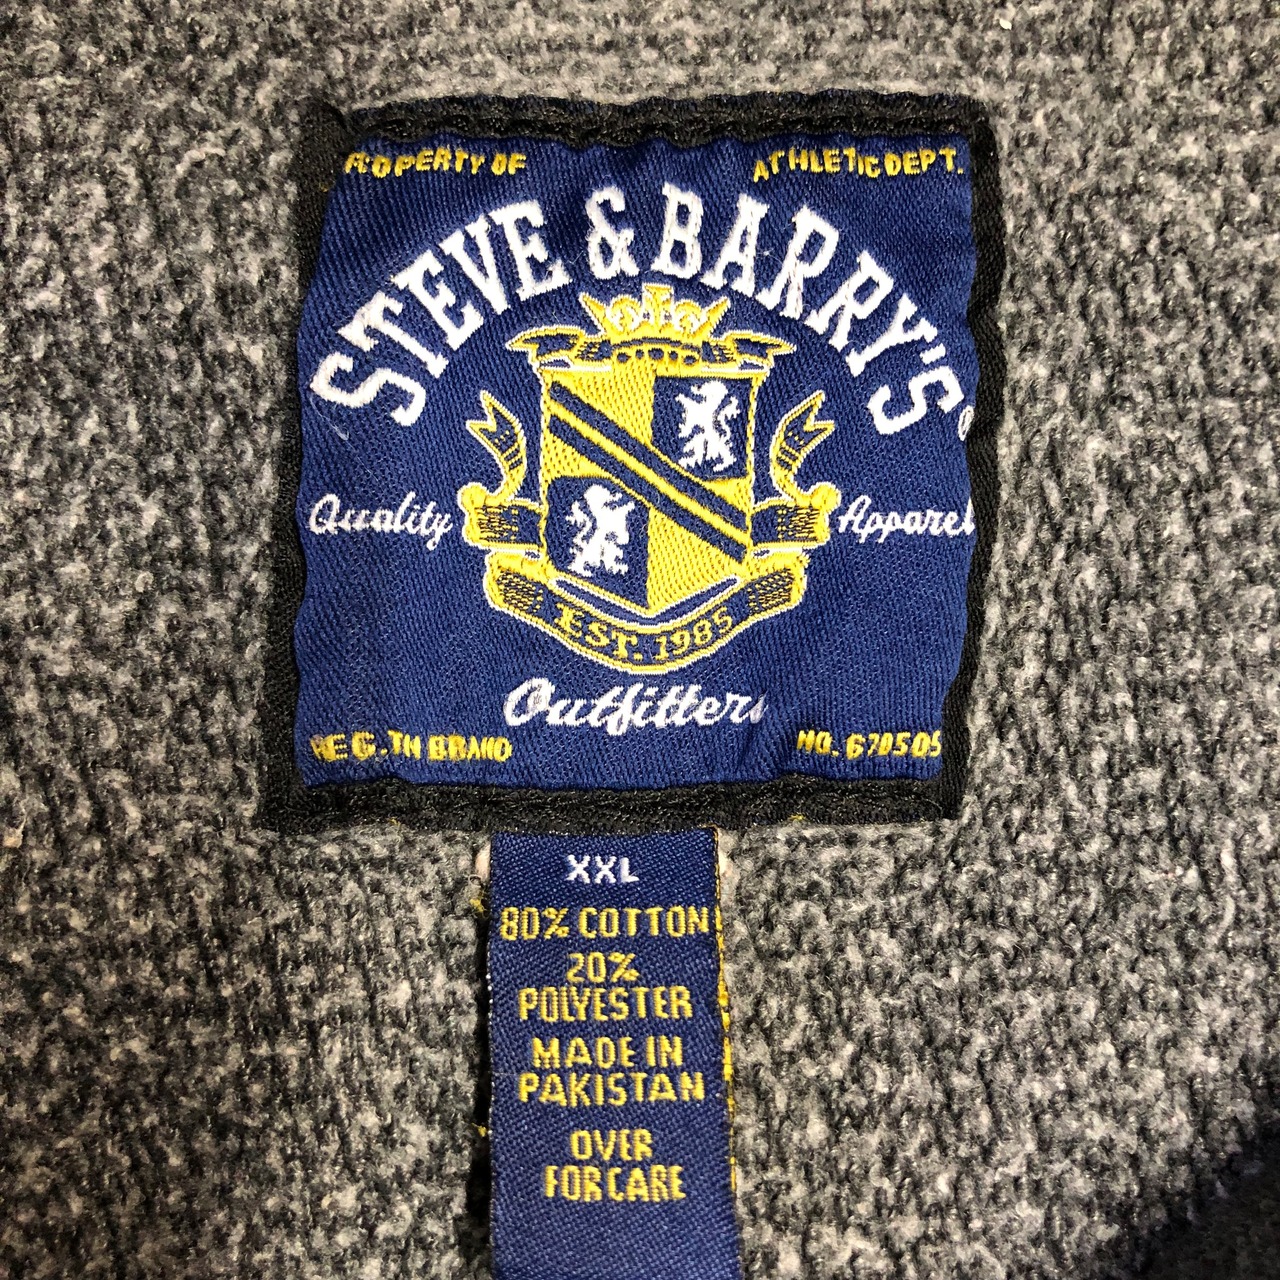 PROPERTY OF ATHLETIC DEPT.
STEVE & BARRY'S
Quality Apparel
EST. 1985
Outfitters
REG. TM BRAND NO. 670505
XXL
80% COTTON
20%
POLYESTER
MADE IN
PAKISTAN
OVER
FOR CARE